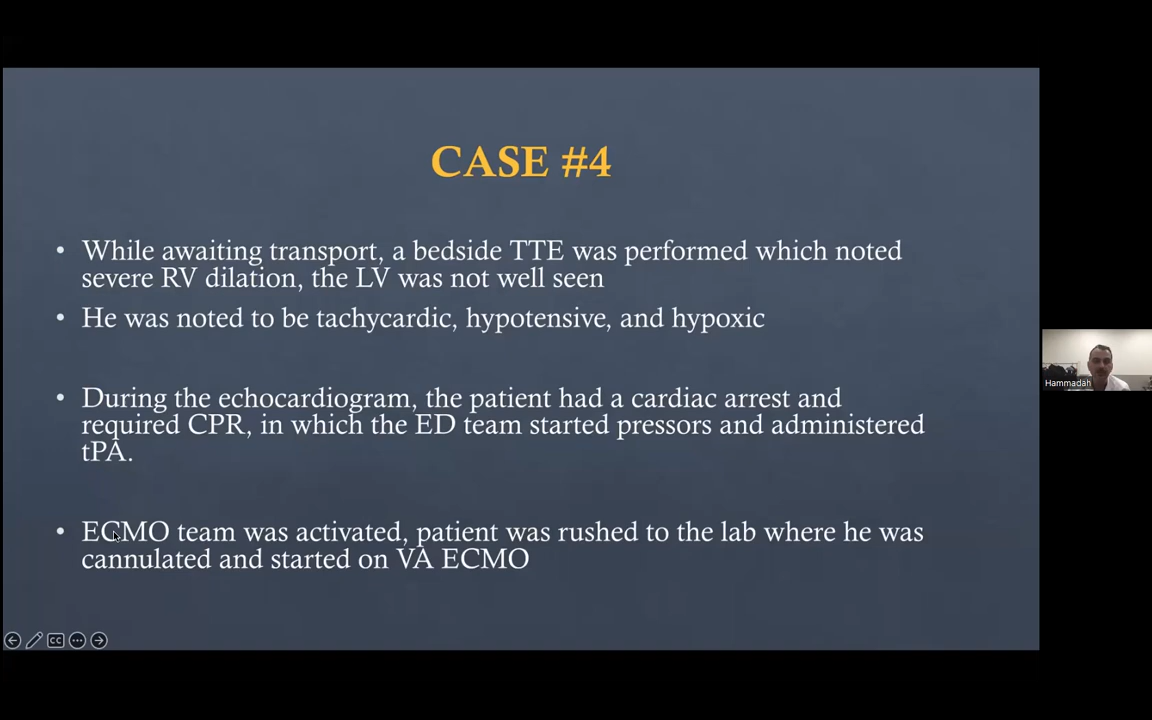 CASE #4
• While awaiting transport, a bedside TTE was performed which noted
severe RV dilation, the LV was not well seen
• He was noted to be tachycardic, hypotensive, and hypoxic
• During the echocardiogram, the patient had a cardiac arrest and
required CPR, in which the ED team started pressors and administered
tPA.
Hammadah
• ECMO team was activated, patient was rushed to the lab where he was
cannulated and started on VA ECMO
CC